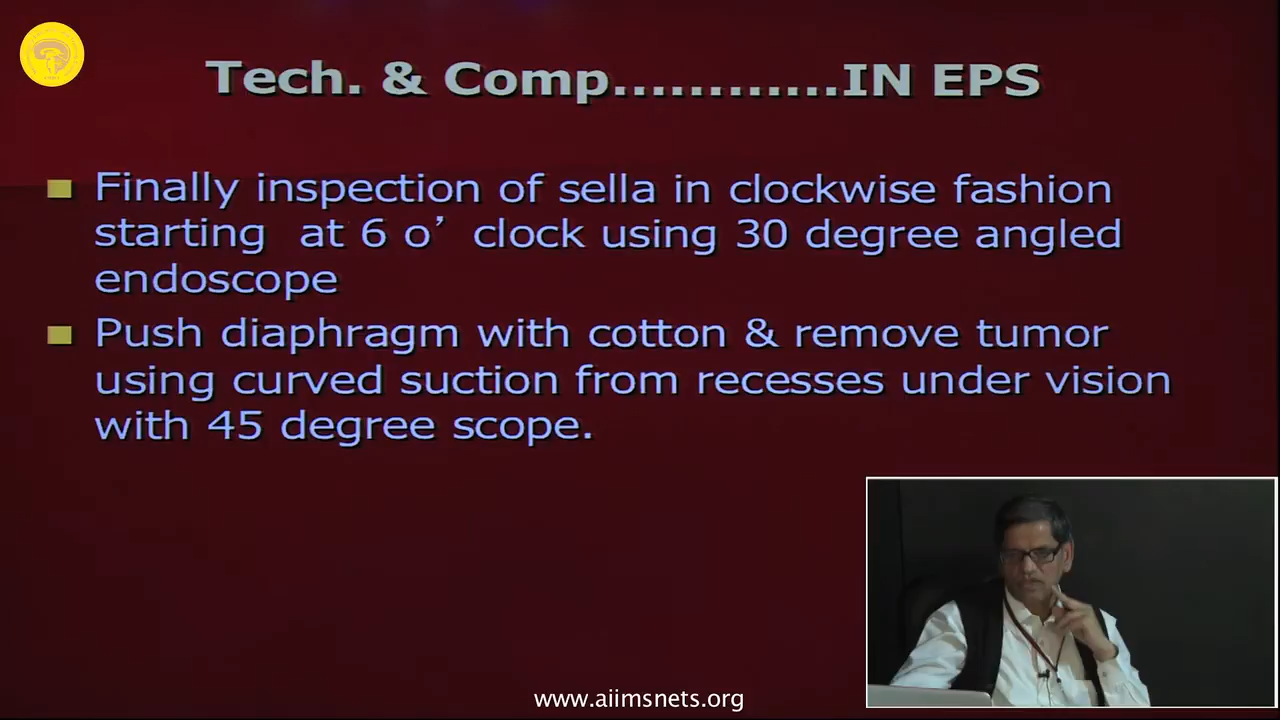 Tech. & Comp............IN EPS
Finally inspection of sella in clockwise fashion
starting at 6 o’ clock using 30 degree angled
endoscope
Push diaphragm with cotton & remove tumor
using curved suction from recesses under vision
with 45 degree scope.
www.aiimsnets.org